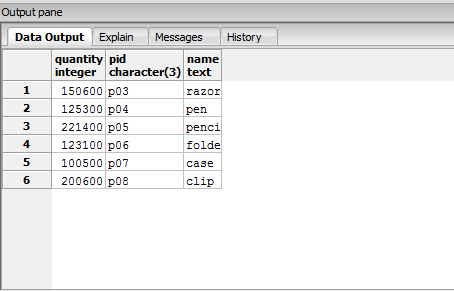 Output pane
Data Output Explain Messages History
quantity pid name
integer character(3) text
1 150600 p03 razor
2 125300 p04 pen
3 221400 p05 penci
4 123100 p06 folde
5 100500 p07 case
6 200600 p08 clip